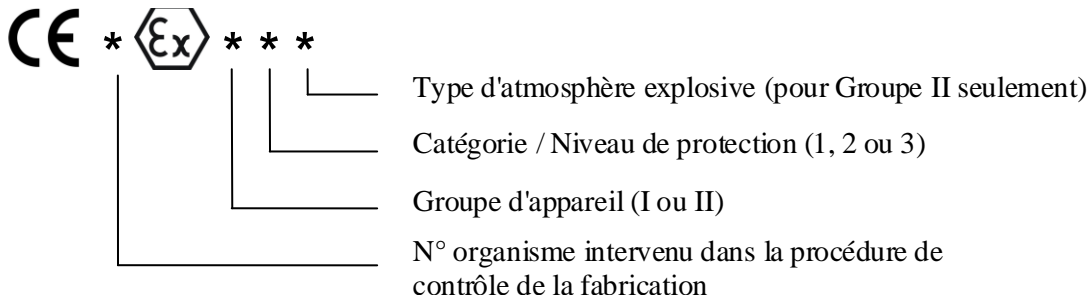 CE * Ex * * *
Type d'atmosphère explosive (pour Groupe II seulement)
Catégorie / Niveau de protection (1, 2 ou 3)
Groupe d'appareil (I ou II)
N° organisme intervenu dans la procédure de
contrôle de la fabrication